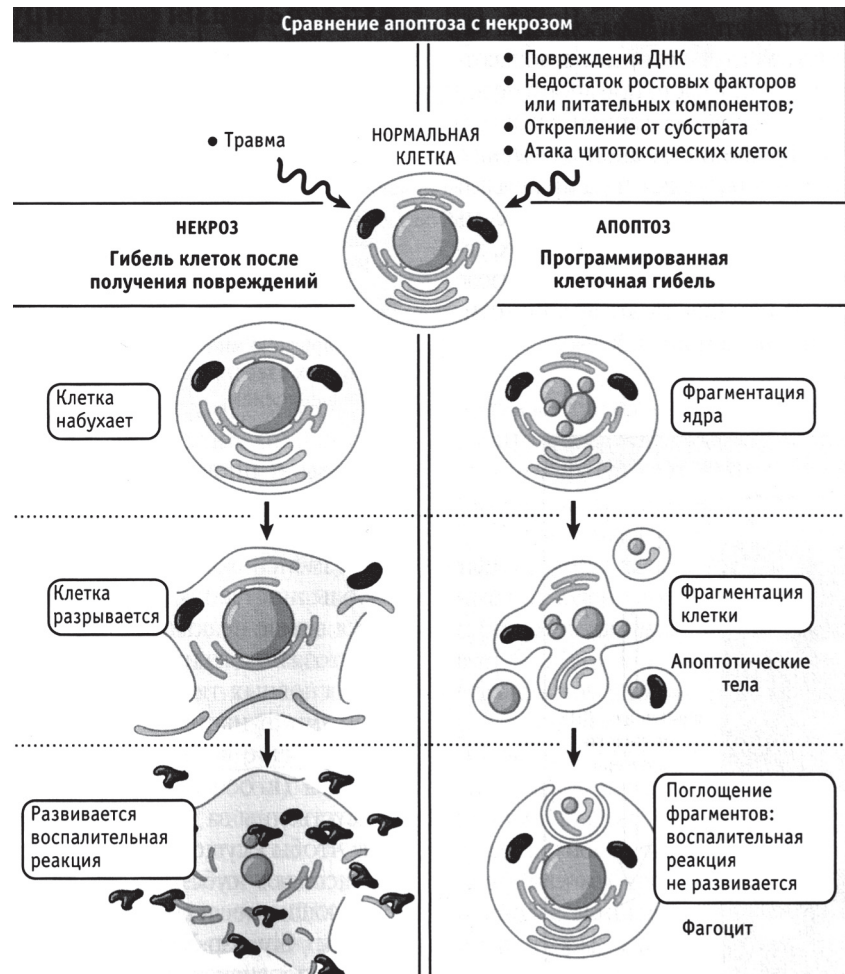 Сравнение апоптоза с некрозом
• Повреждения ДНК
• Недостаток ростовых факторов
или питательных компонентов;
• Открепление от субстрата
• Атака цитотоксических клеток
• Травма
НОРМАЛЬНАЯ
КЛЕТКА
НЕКРОЗ
Гибель клеток после
получения повреждений
АПОПТОЗ
Программированная
клеточная гибель
Клетка
набухает
Фрагментация
ядра
Клетка
разрывается
Фрагментация
клетки
Апоптотические
тела
Развивается
воспалительная
реакция
Поглощение
фрагментов:
воспалительная
реакция
не развивается
Фагоцит